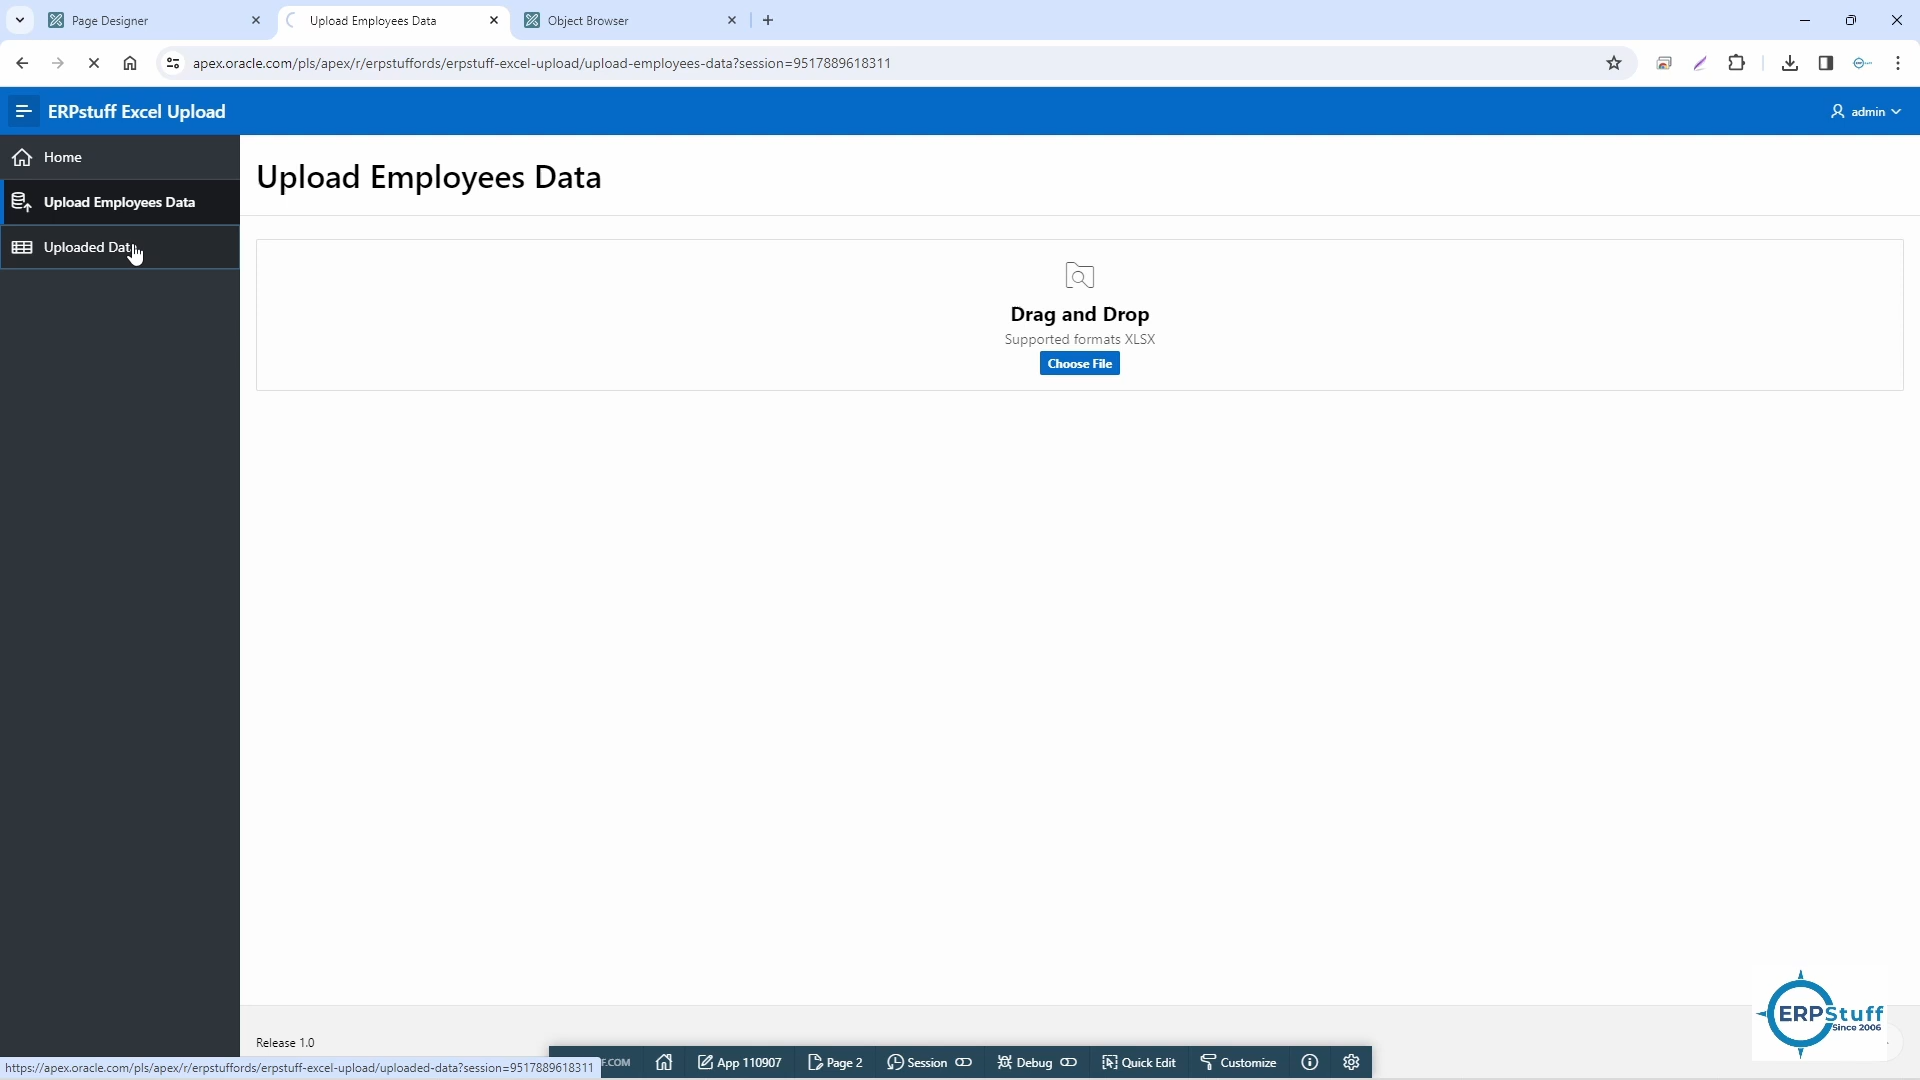 Page Designer
Upload Employees Data
Object Browser
apex.oracle.com/pls/apex/r/erpstuffords/erpstuff-excel-upload/upload-employees-data?session=9517889618311
ERPstuff Excel Upload
admin
Home
Upload Employees Data
Uploaded Dat
Upload Employees Data
Drag and Drop
Supported formats XLSX
Choose File
ERPStuff
Since 2006
Release 1.0
F.COM
App 110907
Page 2
Session
Debug
Quick Edit
Customize
https://apex.oracle.com/pls/apex/r/erpstuffords/erpstuff-excel-upload/uploaded-data?session=9517889618311